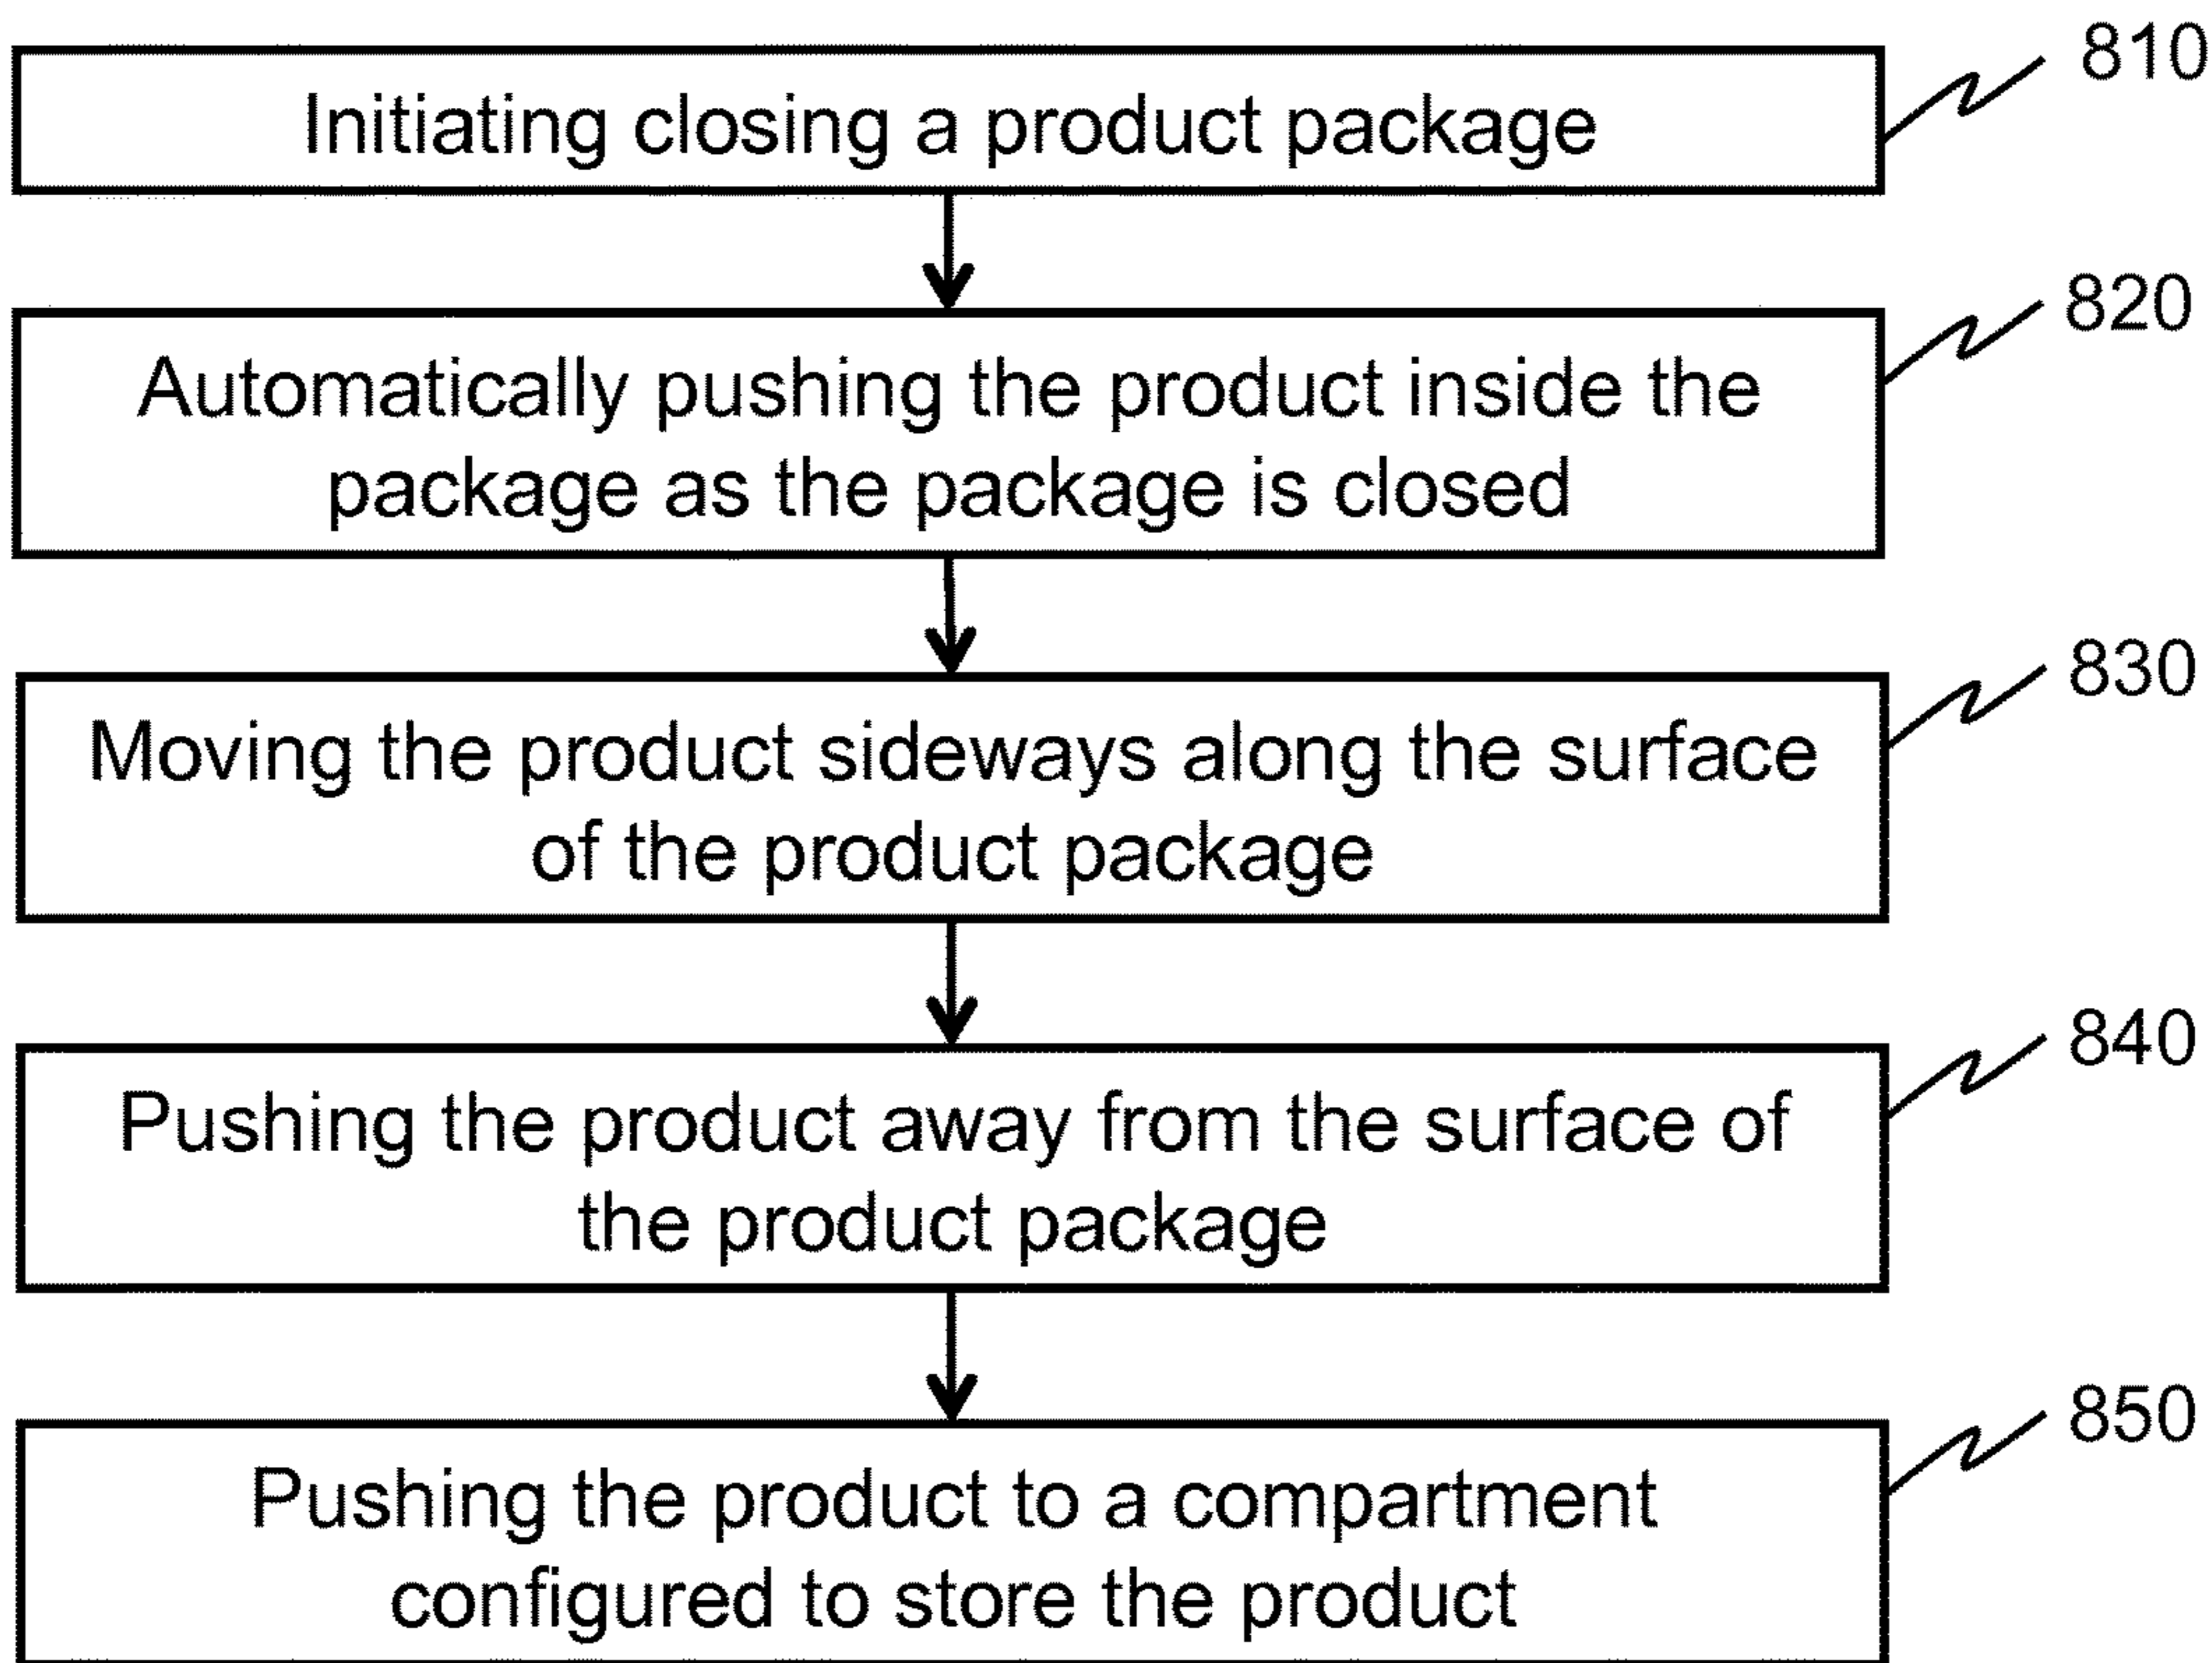 Initiating closing a product package
810
Automatically pushing the product inside the
package as the package is closed
820
Moving the product sideways along the surface
of the product package
830
Pushing the product away from the surface of
the product package
840
Pushing the product to a compartment
configured to store the product
850